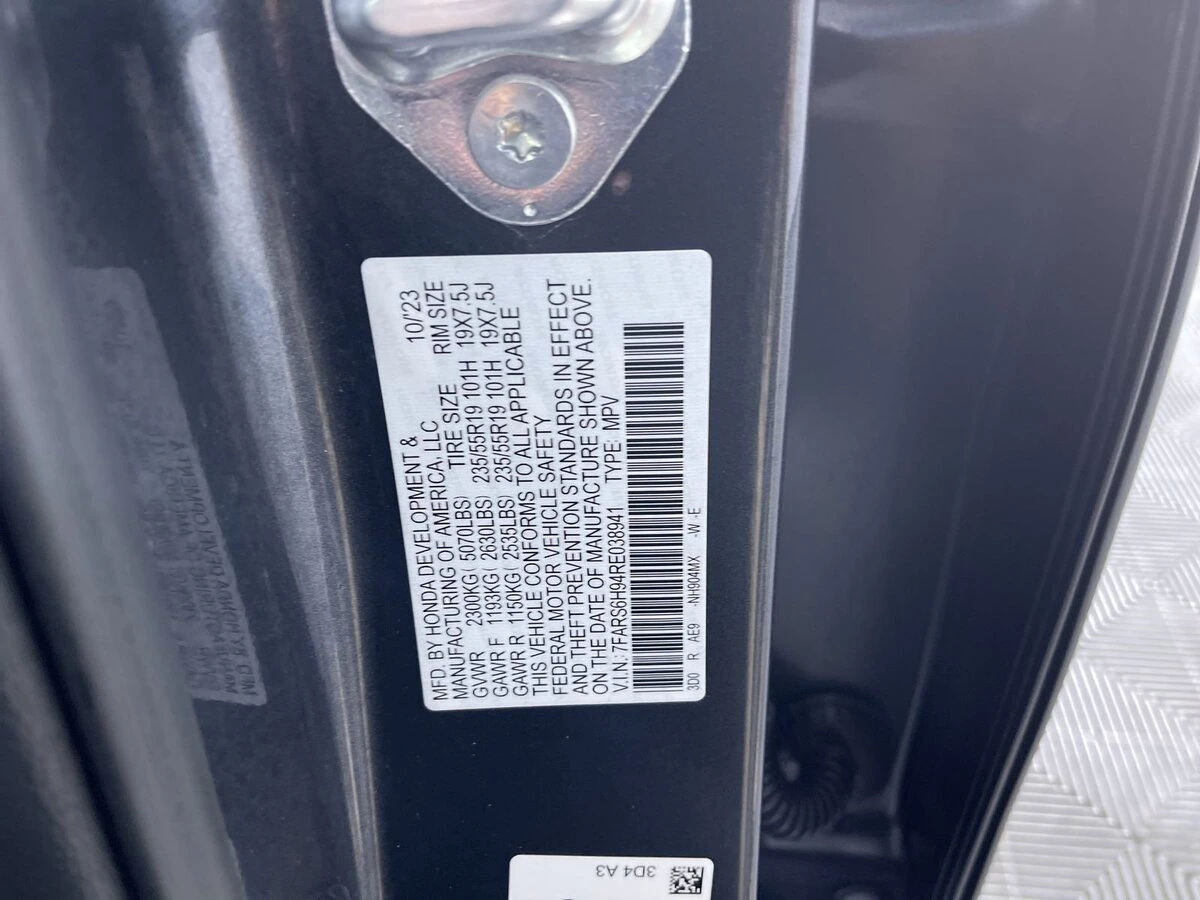 MFD. BY HONDA DEVELOPMENT &
MANUFACTURING OF AMERICA, LLC 10/'23
GVWR 2300KG ( 5070LBS) TIRE SIZE RIM SIZE
GAWR F 1193KG ( 2630LBS) 235/55R19 101H 19X7.5J
GAWR R 1150KG ( 2535LBS) 235/55R19 101H 19X7.5J
THIS VEHICLE CONFORMS TO ALL APPLICABLE
FEDERAL MOTOR VEHICLE SAFETY
AND THEFT PREVENTION STANDARDS IN EFFECT
ON THE DATE OF MANUFACTURE SHOWN ABOVE.
V.I.N.: 7FARS6H94RE038941 TYPE: MPV
3D0 R AE9 -NH904MX -W -E
3D4 A3